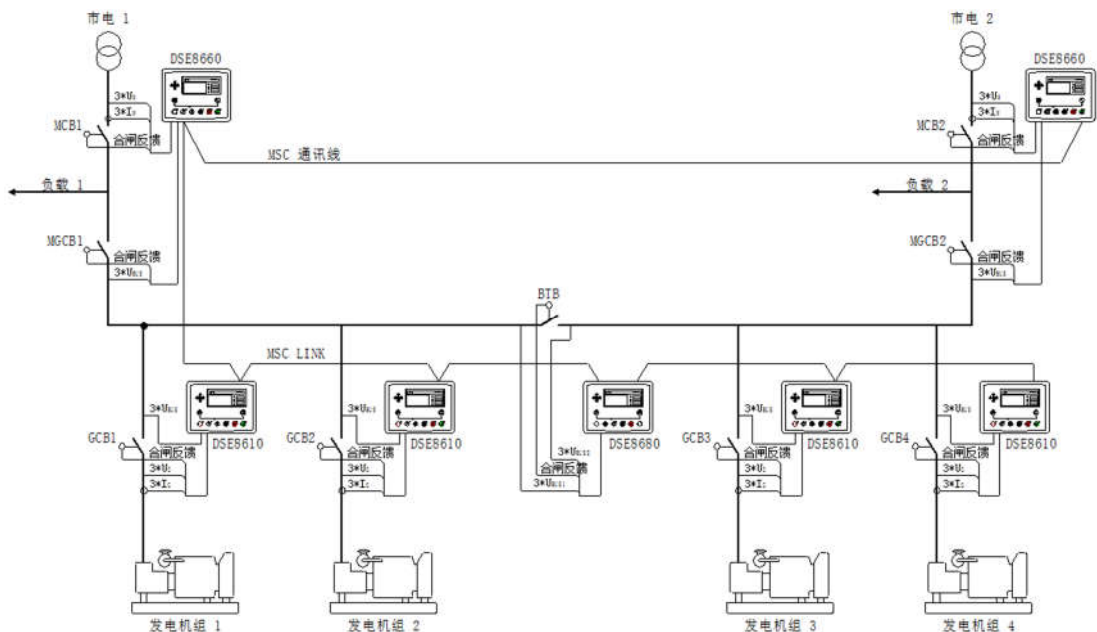 市电 1
市电 2
DSE8660
DSE8660
3*U
3*I
3*U
3*I
MCB1
合闸反馈
MCB2
合闸反馈
MSC 通讯线
负载 1
负载 2
MGCB1
合闸反馈
MGCB2
合闸反馈
BTB
MSC LINK
GCB1
合闸反馈
DSE8610
GCB2
合闸反馈
DSE8610
DSE8680
合闸反馈
GCB3
合闸反馈
DSE8610
GCB4
合闸反馈
DSE8610
发电机组 1
发电机组 2
发电机组 3
发电机组 4